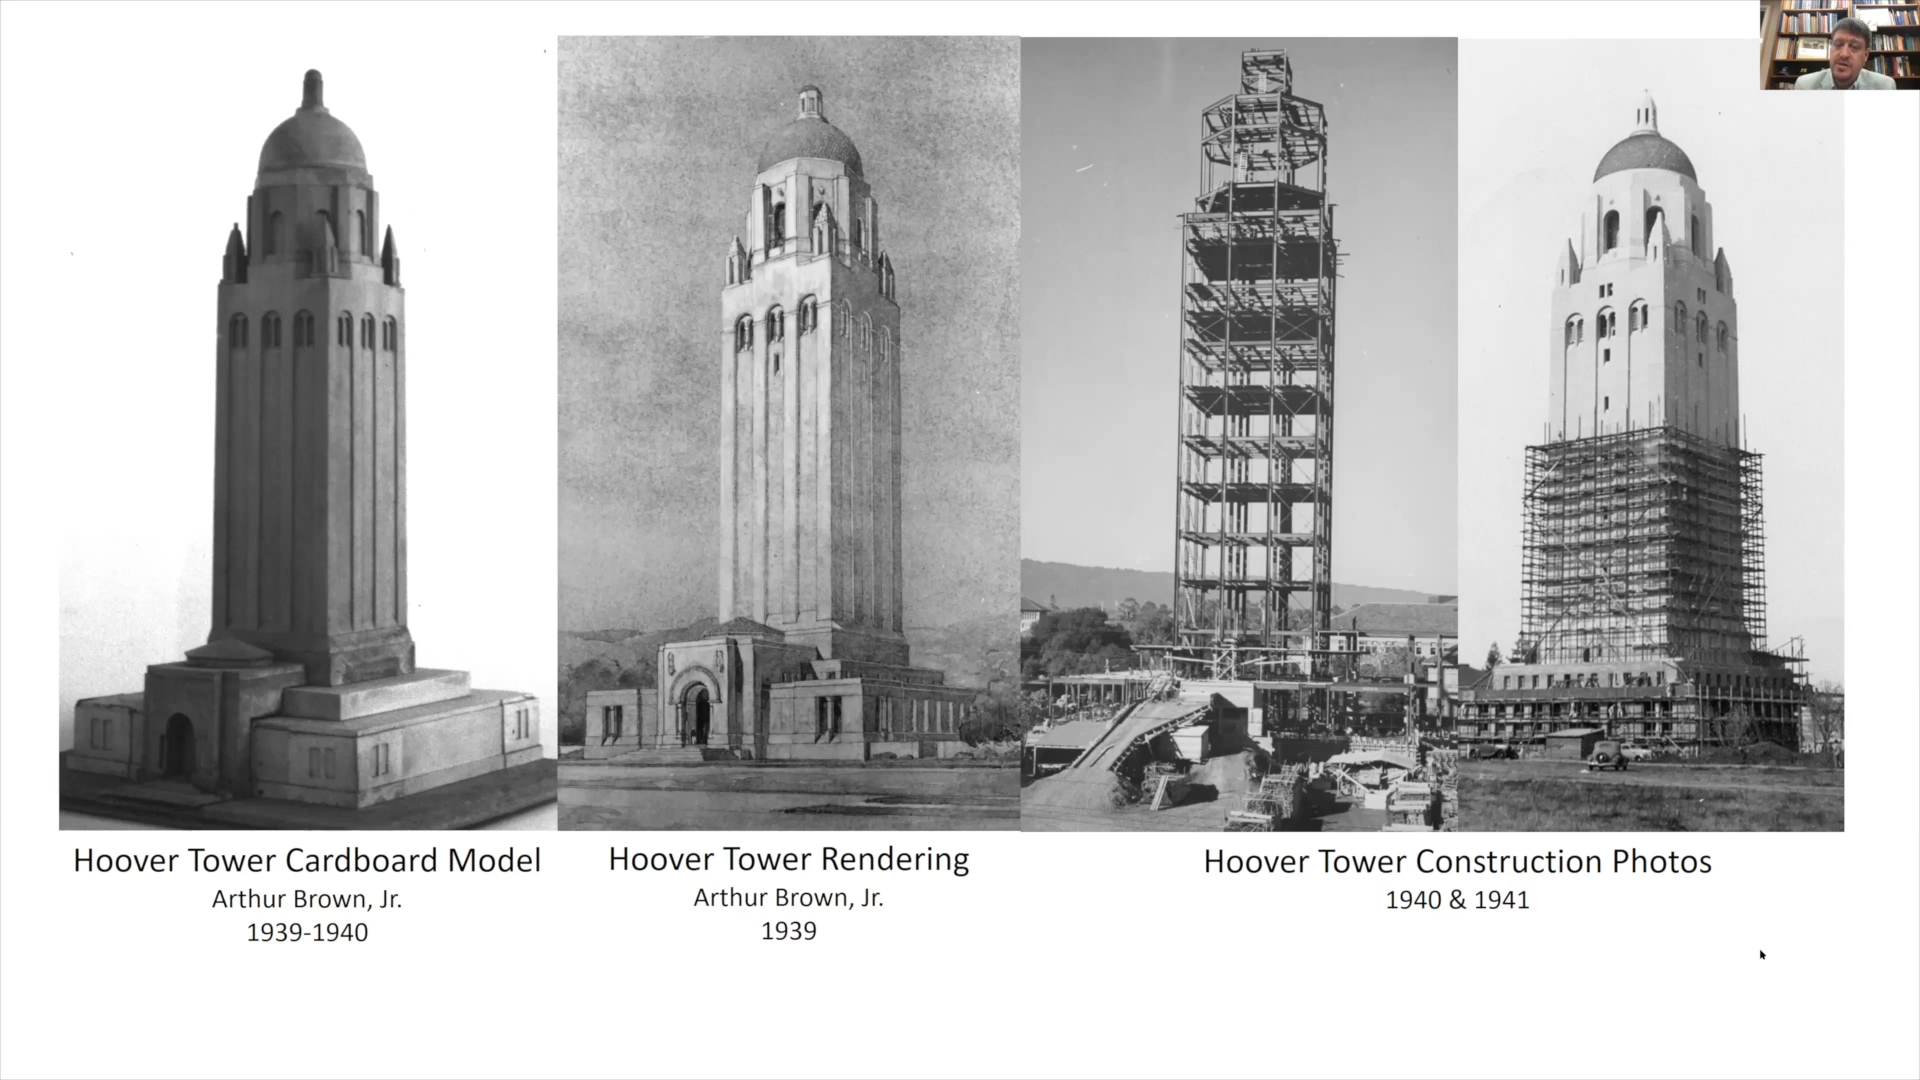 Hoover Tower Cardboard Model
Arthur Brown, Jr.
1939-1940
Hoover Tower Rendering
Arthur Brown, Jr.
1939
Hoover Tower Construction Photos
1940 & 1941